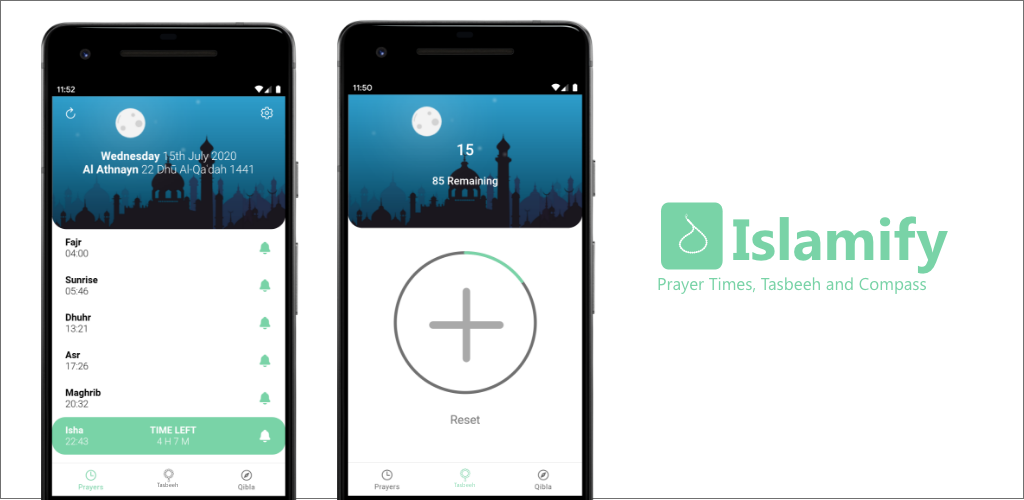 11:52
Wednesday 15th July 2020
Al Athnayn 22 Dhū Al-Qa'dah 1441
Fajr
04:00
Sunrise
05:46
Dhuhr
13:21
Asr
17:26
Maghrib
20:32
Isha TIME LEFT
22:43 4 H 7 M
Prayers Tasbeeh Qibla
11:50
15
85 Remaining
Reset
Prayers Tasbeeh Qibla
Islamify
Prayer Times, Tasbeeh and Compass